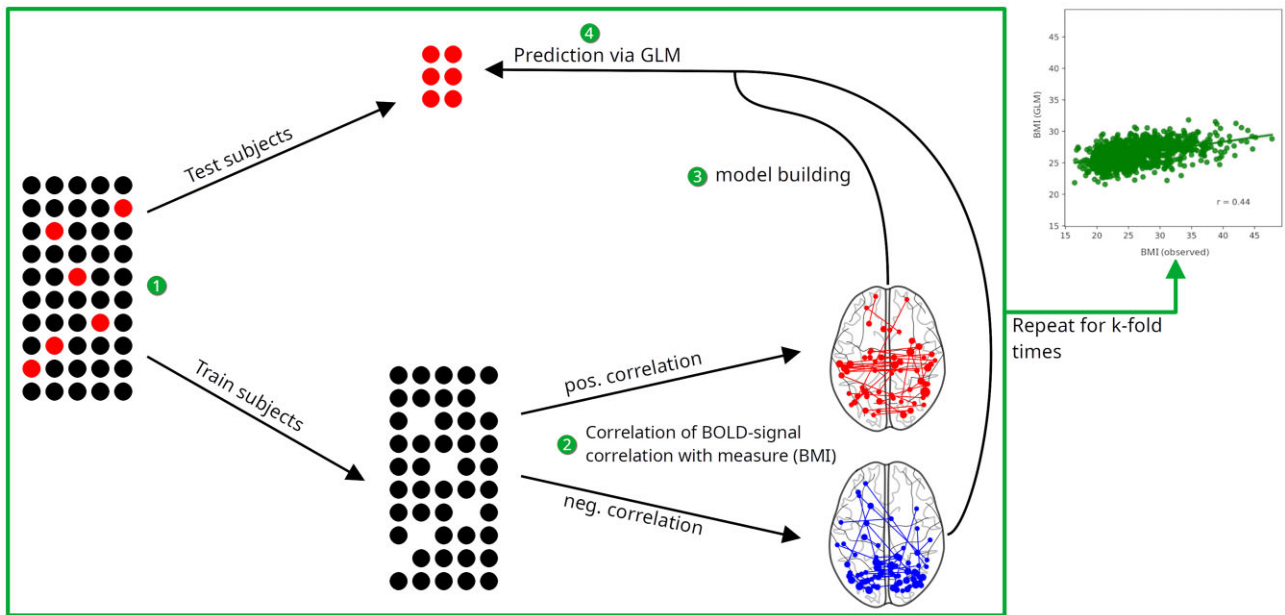 4
Prediction via GLM
Test subjects
3 model building
1
Train subjects
pos. correlation
2 Correlation of BOLD-signal
correlation with measure (BMI)
neg. correlation
Repeat for k-fold
times
45
40
35
30
25
20
15
BMI (GLM)
r = 0.44
15 20 25 30 35 40 45
BMI (observed)